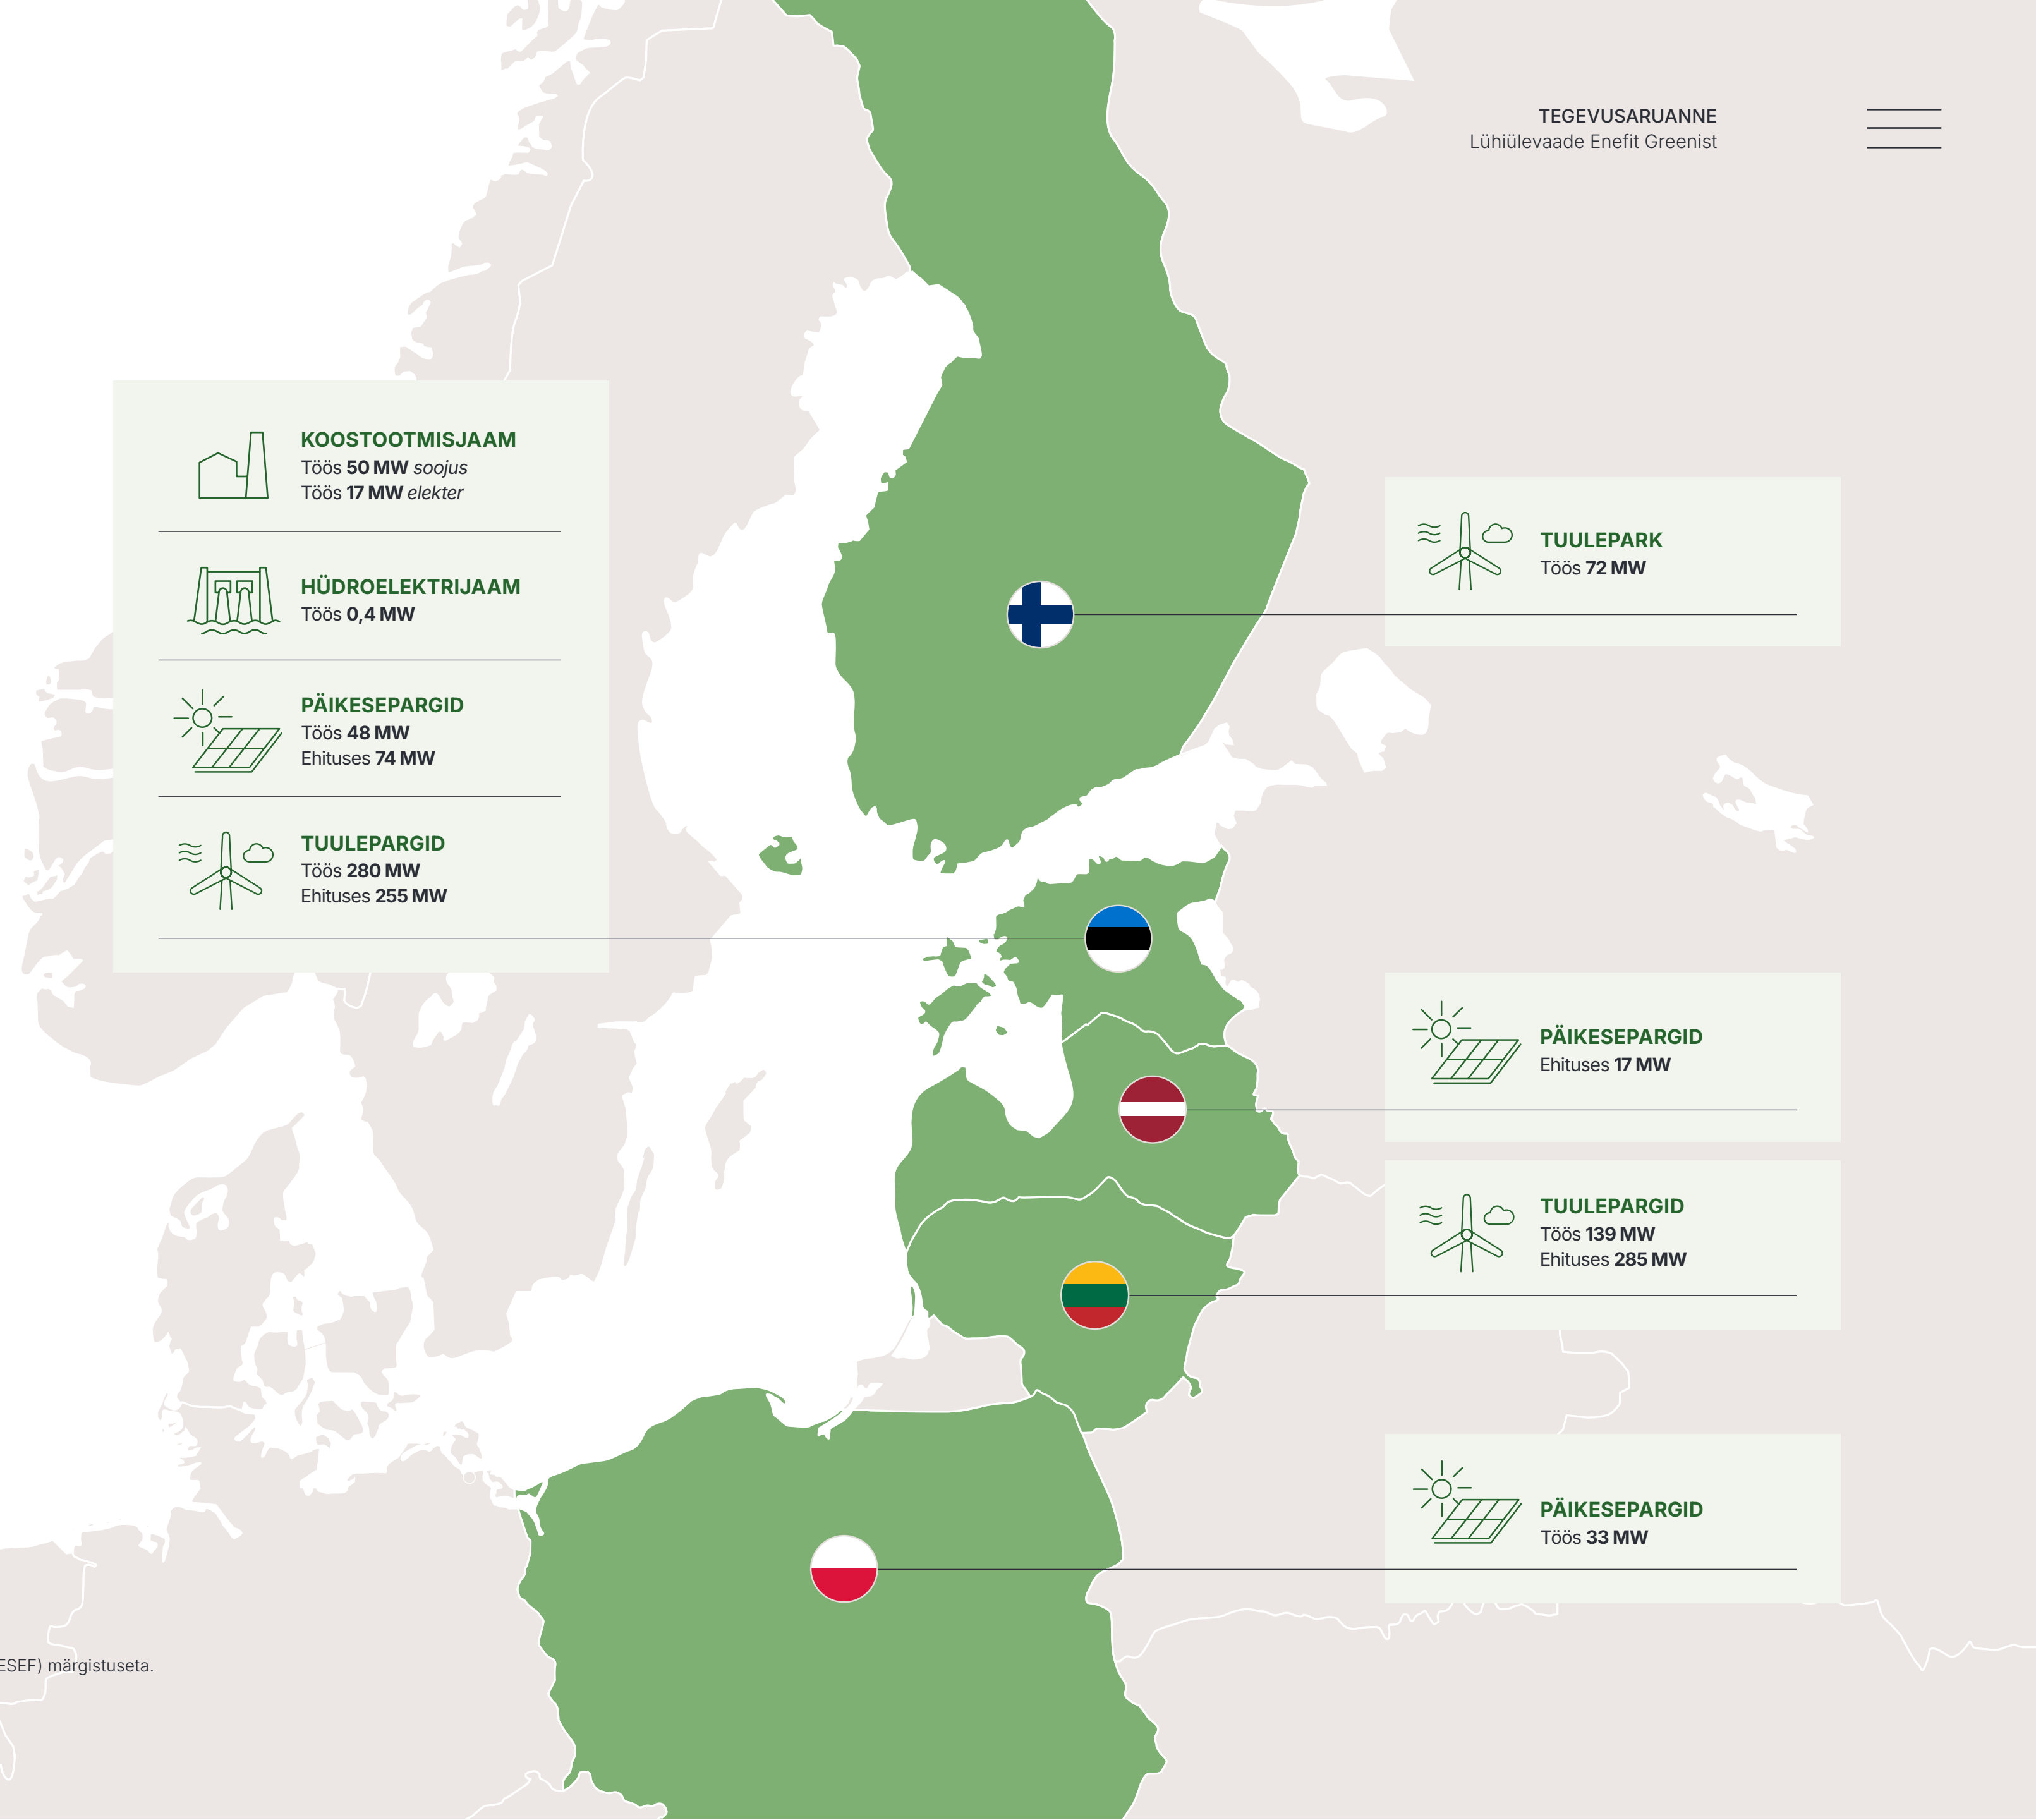 TEGEVUSARUANNE
Lühiülevaade Enefit Greenist
KOOSTOOTMISJAAM
Töös 50 MW soojus
Töös 17 MW elekter
HÜDROELEKTRIJAAM
Töös 0,4 MW
PÄIKESEPARGID
Töös 48 MW
Ehituses 74 MW
TUULEPARGID
Töös 280 MW
Ehituses 255 MW
TUULEPARK
Töös 72 MW
PÄIKESEPARGID
Ehituses 17 MW
TUULEPARGID
Töös 139 MW
Ehituses 285 MW
PÄIKESEPARGID
Töös 33 MW
ESEF) märgistuseta.